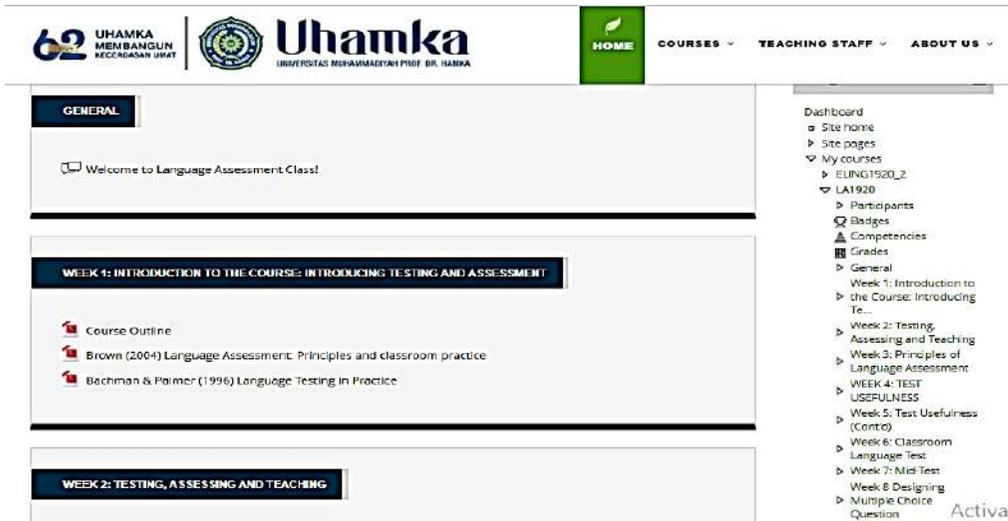 62 UHAMKA
MEMBANGUN
KECERDASAN UMAT
Uhamka
UNIVERSITAS MUHAMMADIYAH PROF. DR. HAMKA
HOME
COURSES
TEACHING STAFF
ABOUT US
GENERAL
Welcome to Language Assessment Class!
WEEK 1: INTRODUCTION TO THE COURSE: INTRODUCING TESTING AND ASSESSMENT
Course Outline
Brown (2004) Language Assessment: Principles and classroom practice
Bachman & Palmer (1996) Language Testing in Practice
WEEK 2: TESTING, ASSESSING AND TEACHING
Dashboard
Site home
Site pages
My courses
ELING1920_2
LA1920
Participants
Badges
Competencies
Grades
General
Week 1: Introduction to
the Course: Introducing
Te...
Week 2: Testing,
Assessing and Teaching
Week 3: Principles of
Language Assessment
WEEK 4: TEST
USEFULNESS
Week 5: Test Usefulness
(Cont'd)
Week 6: Classroom
Language Test
Week 7: Mid-Test
Week 8 Designing
Multiple Choice
Question
Activa